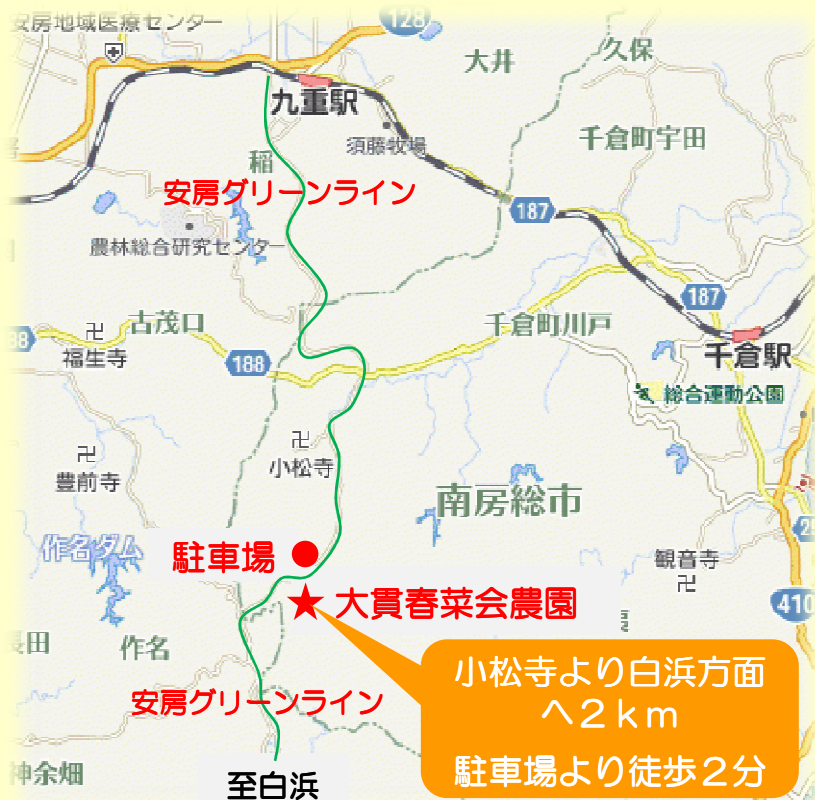 安房地域医療センター
128
大井
久保
九重駅
須藤牧場
千倉町宇田
稲
安房グリーンライン
187
農林総合研究センター
187
古茂口
千倉町川戸
福生寺
188
千倉駅
総合運動公園
小松寺
豊前寺
南房総市
作名ダム
駐車場
観音寺
大貫春菜会農園
410
作名
小松寺より白浜方面
へ2km
駐車場より徒歩2分
安房グリーンライン
神余畑
至白浜